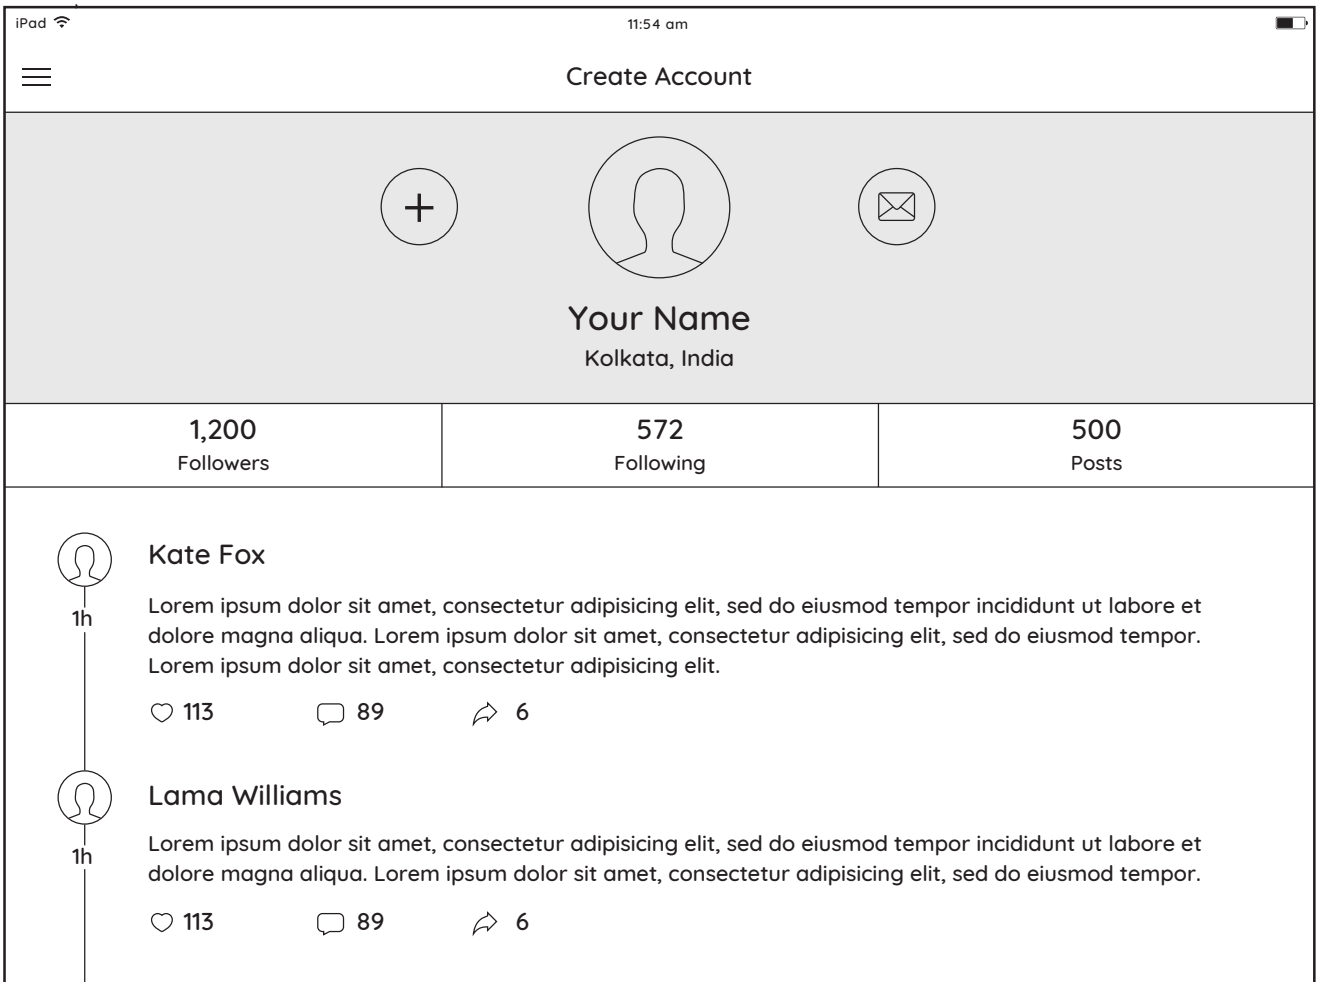 iPad
11:54 am
Create Account
Your Name
Kolkata, India
1,200
Followers
572
Following
500
Posts
Kate Fox
1h
Lorem ipsum dolor sit amet, consectetur adipisicing elit, sed do eiusmod tempor incididunt ut labore et
dolore magna aliqua. Lorem ipsum dolor sit amet, consectetur adipisicing elit, sed do eiusmod tempor.
Lorem ipsum dolor sit amet, consectetur adipisicing elit.
113 89 6
Lama Williams
1h
Lorem ipsum dolor sit amet, consectetur adipisicing elit, sed do eiusmod tempor incididunt ut labore et
dolore magna aliqua. Lorem ipsum dolor sit amet, consectetur adipisicing elit, sed do eiusmod tempor.
113 89 6